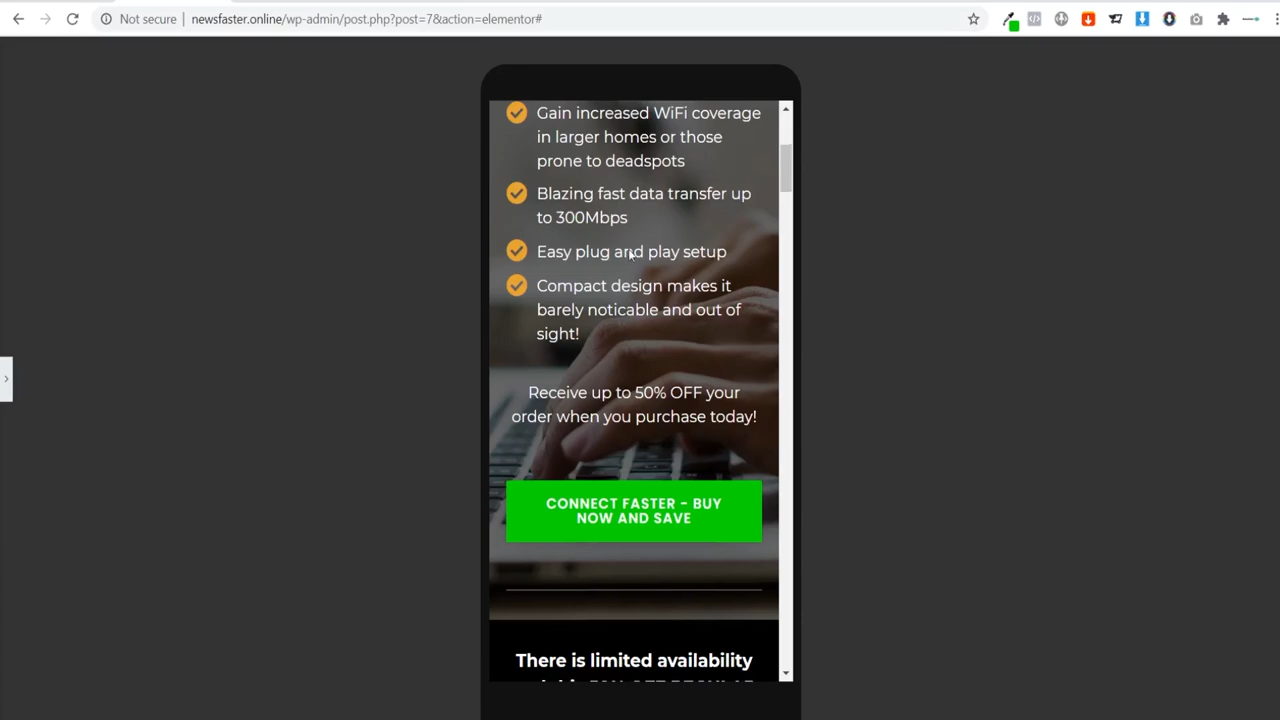 Not secure
newsfaster.online/wp-admin/post.php?post=7&action=elementor#
Gain increased WiFi coverage
in larger homes or those
prone to deadspots
Blazing fast data transfer up
to 300Mbps
Easy plug and play setup
Compact design makes it
barely noticable and out of
sight!
Receive up to 50% OFF your
order when you purchase today!
CONNECT FASTER - BUY
NOW AND SAVE
There is limited availability